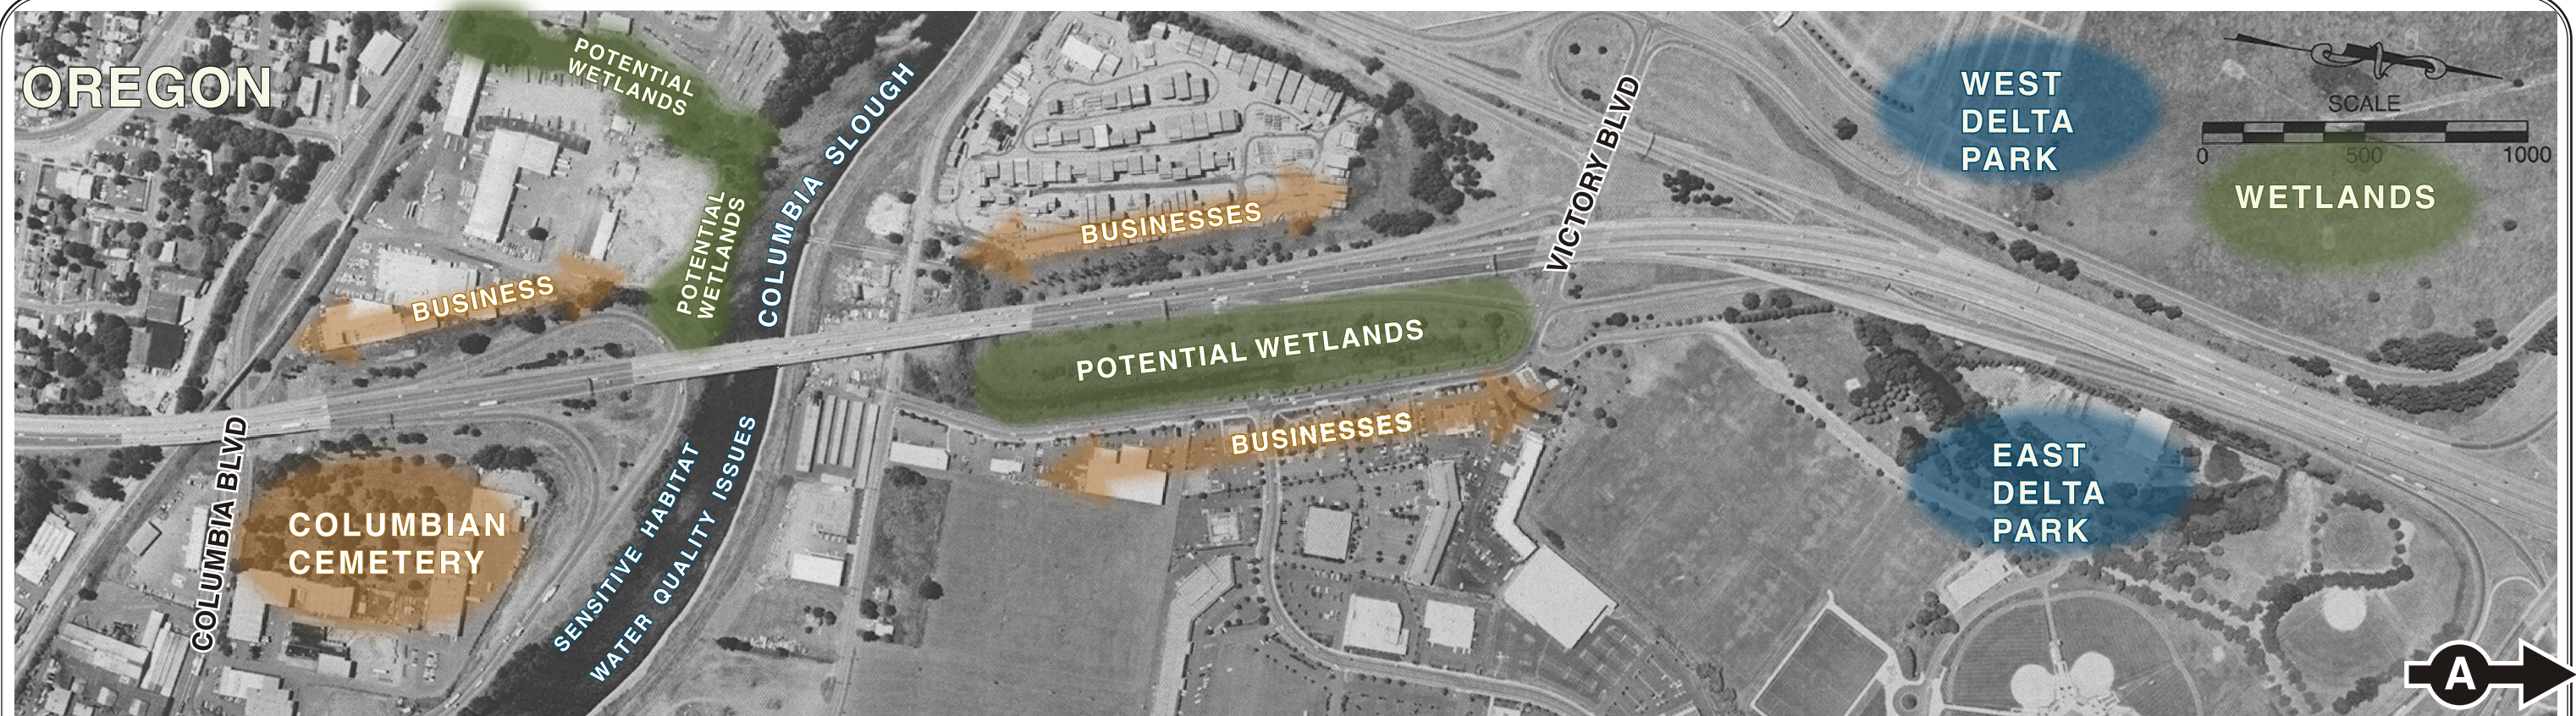 OREGON
POTENTIAL
WETLANDS
POTENTIAL
WETLANDS
COLUMBIA SLOUGH
BUSINESS
BUSINESSES
VICTORY BLVD
WEST
DELTA
PARK
SCALE
0 500 1000
WETLANDS
POTENTIAL WETLANDS
BUSINESSES
COLUMBIA BLVD
COLUMBIAN
CEMETERY
SENSITIVE HABITAT
WATER QUALITY ISSUES
EAST
DELTA
PARK
A